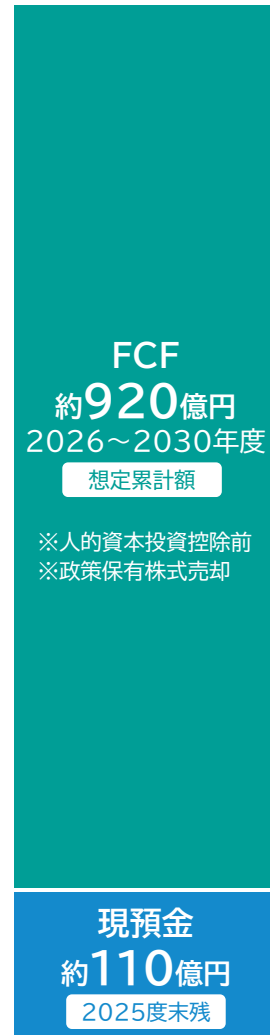 FCF
約920億円
2026～2030年度
想定累計額
※人的資本投資控除前
※政策保有株式売却
現預金
約110億円
2025度末残